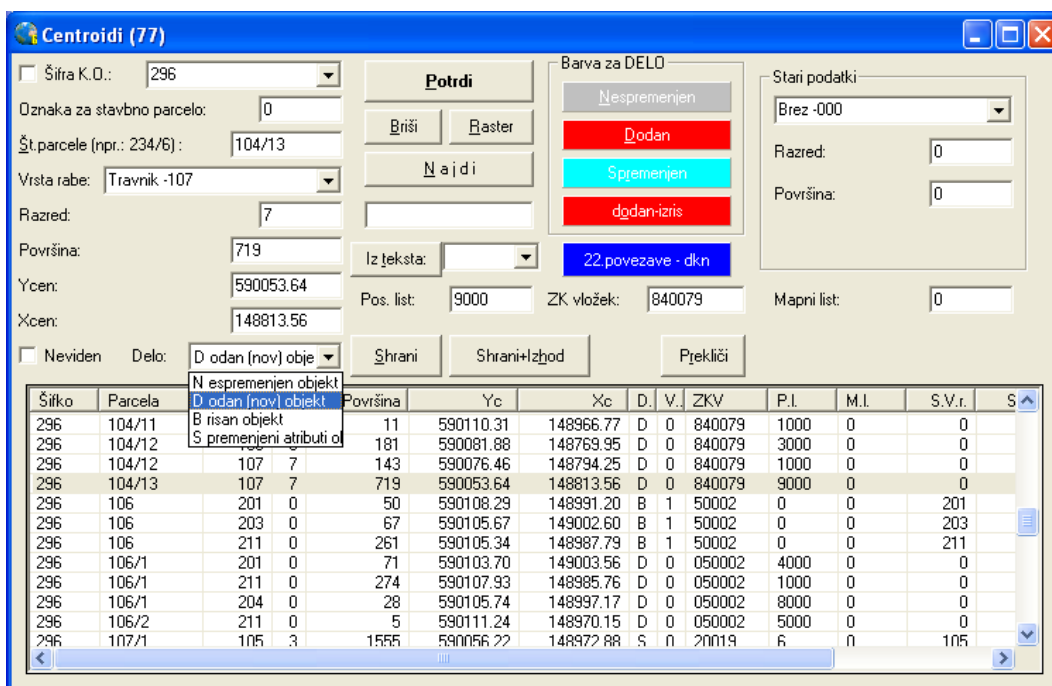 Centroidi (77)
Šifra K.O.: 296
Oznaka za stavbno parcelo: 0
Št.parcele (npr.: 234/6) : 104/13
Vrsta rabe: Travnik -107
Razred: 7
Površina: 719
Ycen: 590053.64
Xcen: 148813.56
Neviden Delo: D odan (nov) obje
N espremenjen objekt
D odan (nov) objekt
B risan objekt
S premenjeni atributi ol
Potrdi
Briši Raster
Najdi
Iz teksta:
Pos. list: 9000
Barva za DELO
Nespremenjen
Dodan
Spremenjen
dodan-izris
22.povezave - dkn
ZK vložek: 840079
Stari podatki
Brez -000
Razred: 0
Površina: 0
Mapni list: 0
Shrani Shrani+Izhod Prekliči
Šifko Parcela Površina Yc Xc D. V.. ZKV P.l. M.l. S.V.r. S
296 104/11 11 590110.31 148966.77 D 0 840079 1000 0 0
296 104/12 181 590081.88 148769.95 D 0 840079 3000 0 0
296 104/12 107 7 143 590076.46 148794.25 D 0 840079 1000 0 0
296 104/13 107 7 719 590053.64 148813.56 D 0 840079 9000 0 0
296 106 201 0 50 590108.29 148991.20 B 1 50002 0 0 201
296 106 203 0 67 590105.67 149002.60 B 1 50002 0 0 203
296 106 211 0 261 590105.34 148987.79 B 1 50002 0 0 211
296 106/1 201 0 71 590103.70 149003.56 D 0 050002 4000 0 0
296 106/1 211 0 274 590107.93 148985.76 D 0 050002 1000 0 0
296 106/1 204 0 28 590105.74 148997.17 D 0 050002 8000 0 0
296 106/2 211 0 5 590111.24 148970.15 D 0 050002 5000 0 0
296 107/1 105 3 1555 590056.22 148972.88 S 0 20019 6 0 105